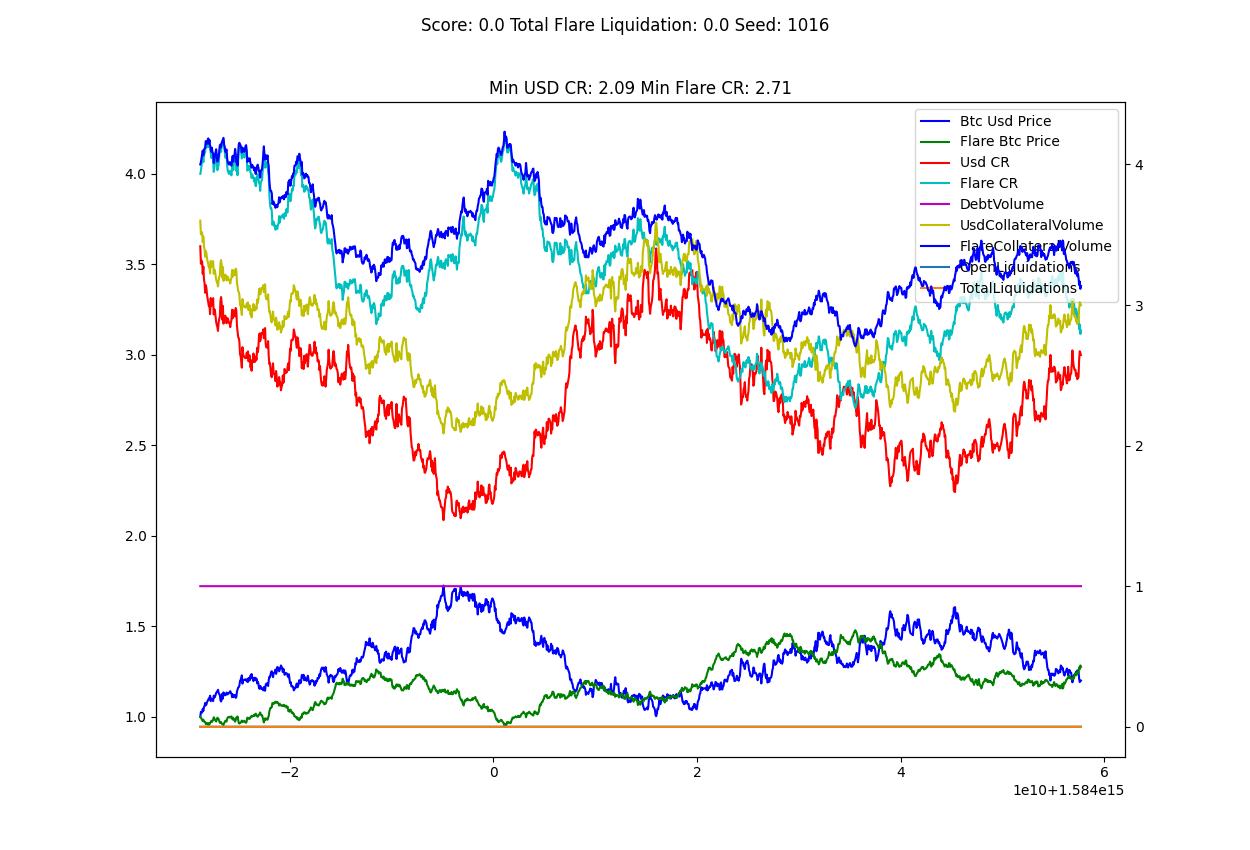 Score: 0.0 Total Flare Liquidation: 0.0 Seed: 1016
Min USD CR: 2.09 Min Flare CR: 2.71
Btc Usd Price
Flare Btc Price
Usd CR
Flare CR
DebtVolume
UsdCollateralVolume
FlareCollateralVolume
OpenLiquidations
TotalLiquidations
4.0
3.5
3.0
2.5
2.0
1.5
1.0
4
3
2
1
0
−2
0
2
4
6
1e10+1.584e15